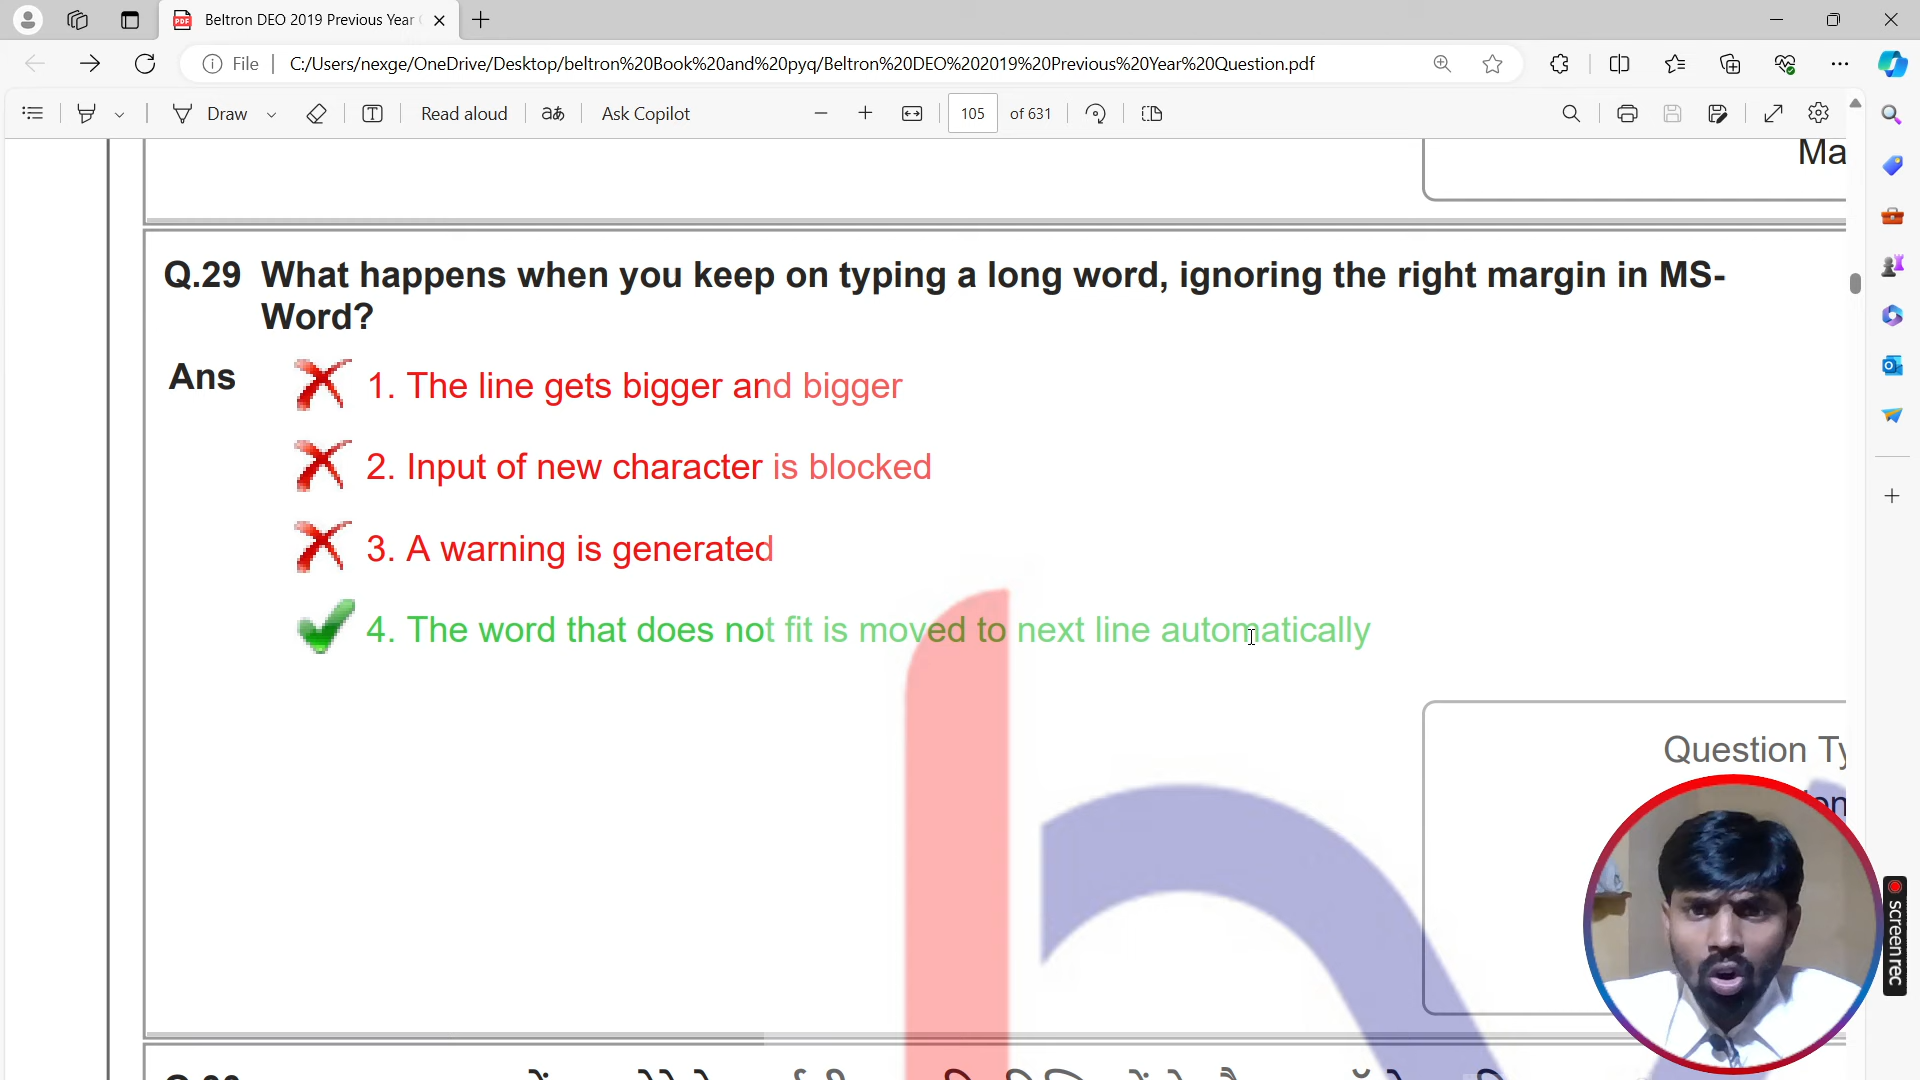 Beltron DEO 2019 Previous Year
File C:/Users/nexge/OneDrive/Desktop/beltron%20Book%20and%20pyq/Beltron%20DEO%202019%20Previous%20Year%20Question.pdf
Draw Read aloud aあ Ask Copilot 105 of 631
Ma
Q.29 What happens when you keep on typing a long word, ignoring the right margin in MS-
Word?
Ans 1. The line gets bigger and bigger
2. Input of new character is blocked
3. A warning is generated
4. The word that does not fit is moved to next line automatically
Question Ty
screenrec